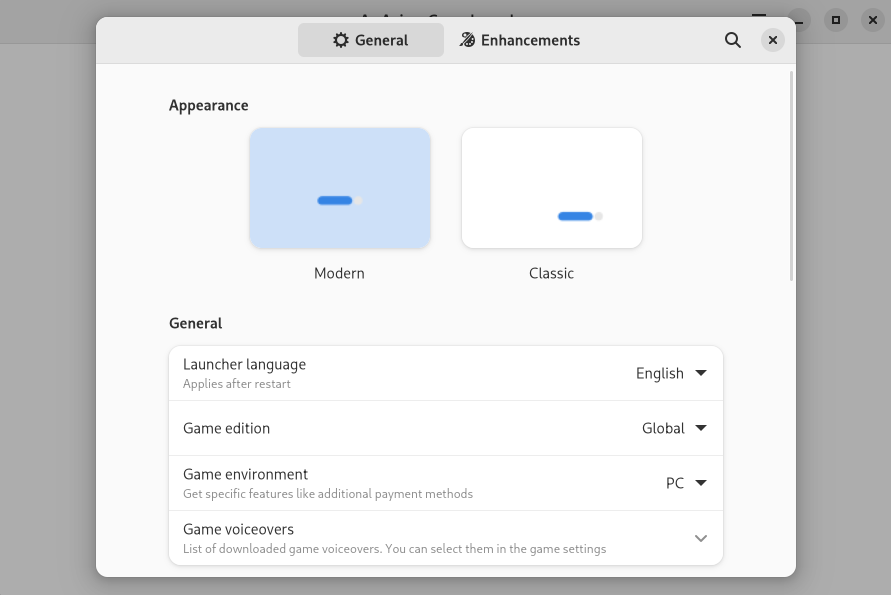 General
Enhancements
Appearance
Modern
Classic
General
Launcher language
Applies after restart
English
Game edition
Global
Game environment
Get specific features like additional payment methods
PC
Game voiceovers
List of downloaded game voiceovers. You can select them in the game settings